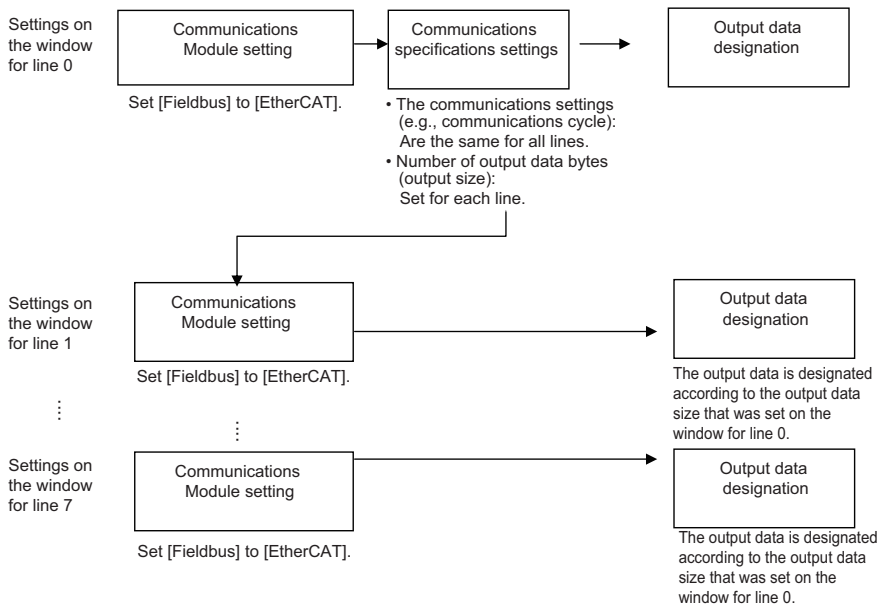 Settings on
the window
for line 0
Communications
Module setting
Set [Fieldbus] to [EtherCAT].
Communications
specifications settings
• The communications settings
(e.g., communications cycle):
Are the same for all lines.
• Number of output data bytes
(output size):
Set for each line.
Output data
designation
Settings on
the window
for line 1
Communications
Module setting
Set [Fieldbus] to [EtherCAT].
Output data
designation
The output data is designated
according to the output data
size that was set on the
window for line 0.
Settings on
the window
for line 7
Communications
Module setting
Set [Fieldbus] to [EtherCAT].
Output data
designation
The output data is designated
according to the output data
size that was set on the
window for line 0.